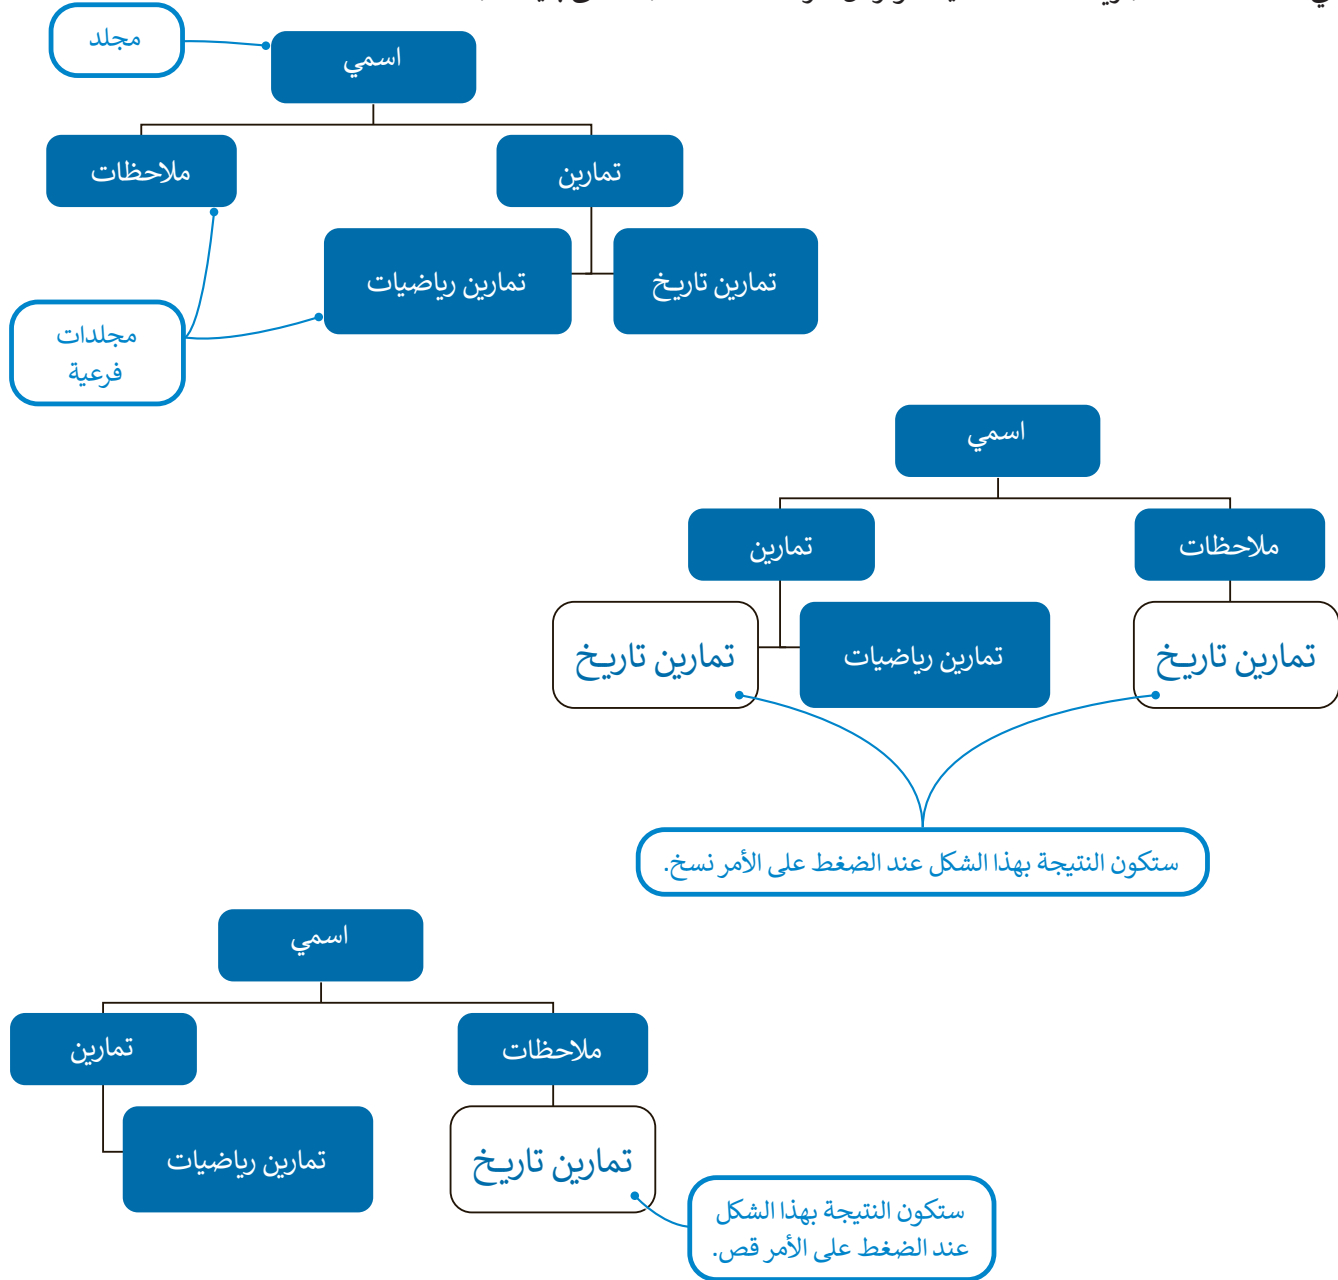 مجلد
اسمي
ملاحظات
تمارين
تمارين رياضيات
تمارين تاريخ
مجلدات
فرعية
اسمي
تمارين
ملاحظات
تمارين تاريخ
تمارين رياضيات
تمارين تاريخ
ستكون النتيجة بهذا الشكل عند الضغط على الأمر نسخ.
اسمي
تمارين
ملاحظات
تمارين رياضيات
تمارين تاريخ
ستكون النتيجة بهذا الشكل
عند الضغط على الأمر قص.